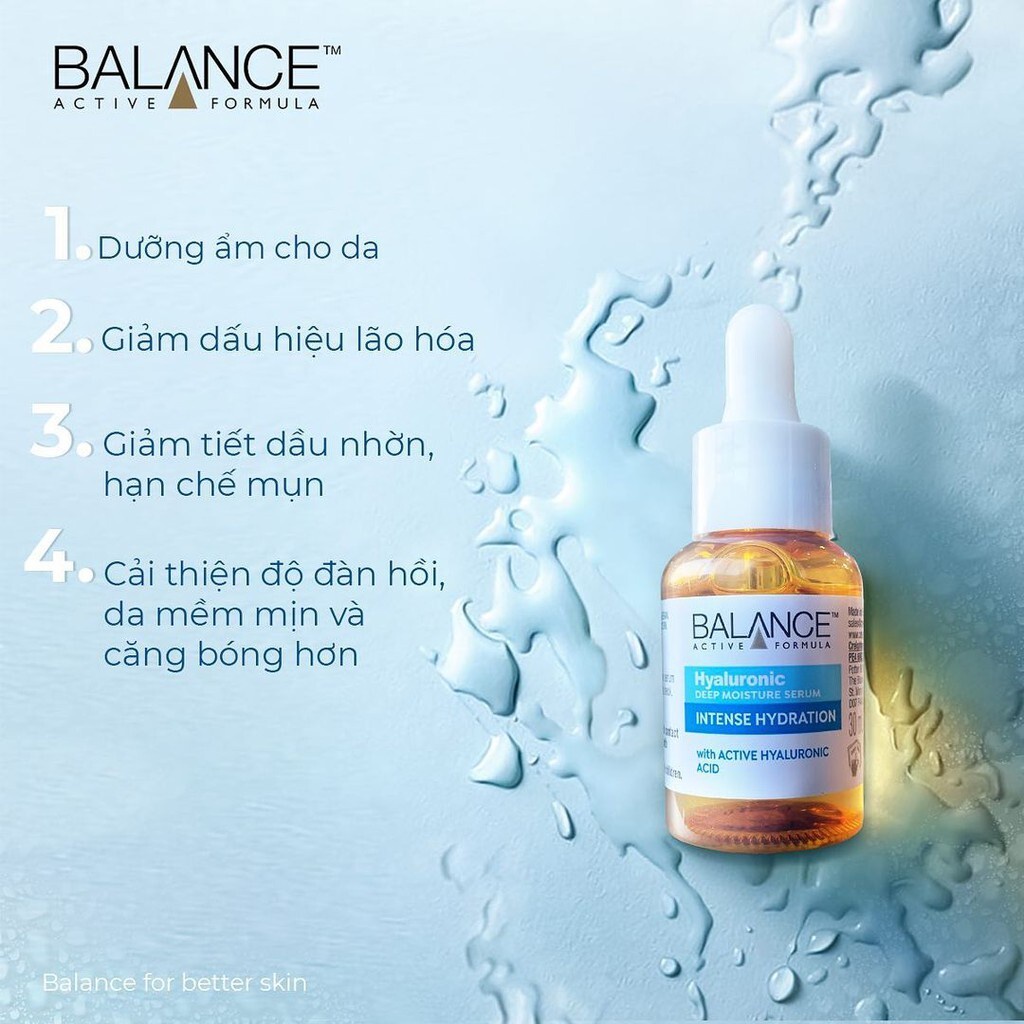 BALANCE™
ACTIVE FORMULA
1. Dưỡng ẩm cho da
2. Giảm dấu hiệu lão hóa
3. Giảm tiết dầu nhờn,
hạn chế mụn
4. Cải thiện độ đàn hồi,
da mềm mịn và
căng bóng hơn
BALANCE™
ACTIVE FORMULA
Hyaluronic
DEEP MOISTURE SERUM
INTENSE HYDRATION
with ACTIVE HYALURONIC
ACID
Balance for better skin